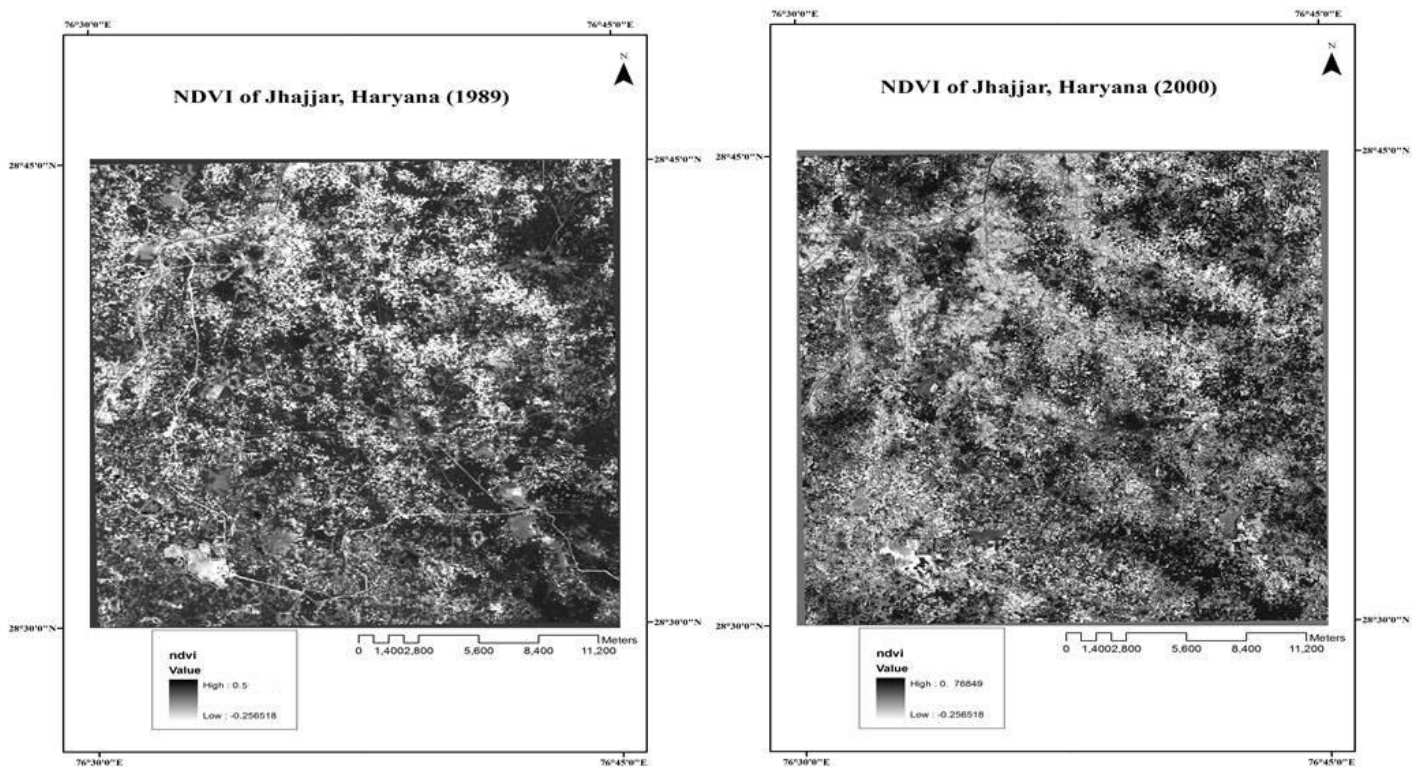 76°30'0"E 76°45'0"E
N
NDVI of Jhajjar, Haryana (1989)
28°45'0"N 28°45'0"N
28°30'0"N 28°30'0"N
Meters
0 1,4002,800 5,600 8,400 11,200
ndvi
Value
High : 0.5
Low : -0.256518
76°30'0"E 76°45'0"E
76°30'0"E 76°45'0"E
N
NDVI of Jhajjar, Haryana (2000)
28°45'0"N 28°45'0"N
28°30'0"N 28°30'0"N
Meters
0 1,4002,800 5,600 8,400 11,200
ndvi
Value
High : 0. 76849
Low : -0.256518
76°30'0"E 76°45'0"E